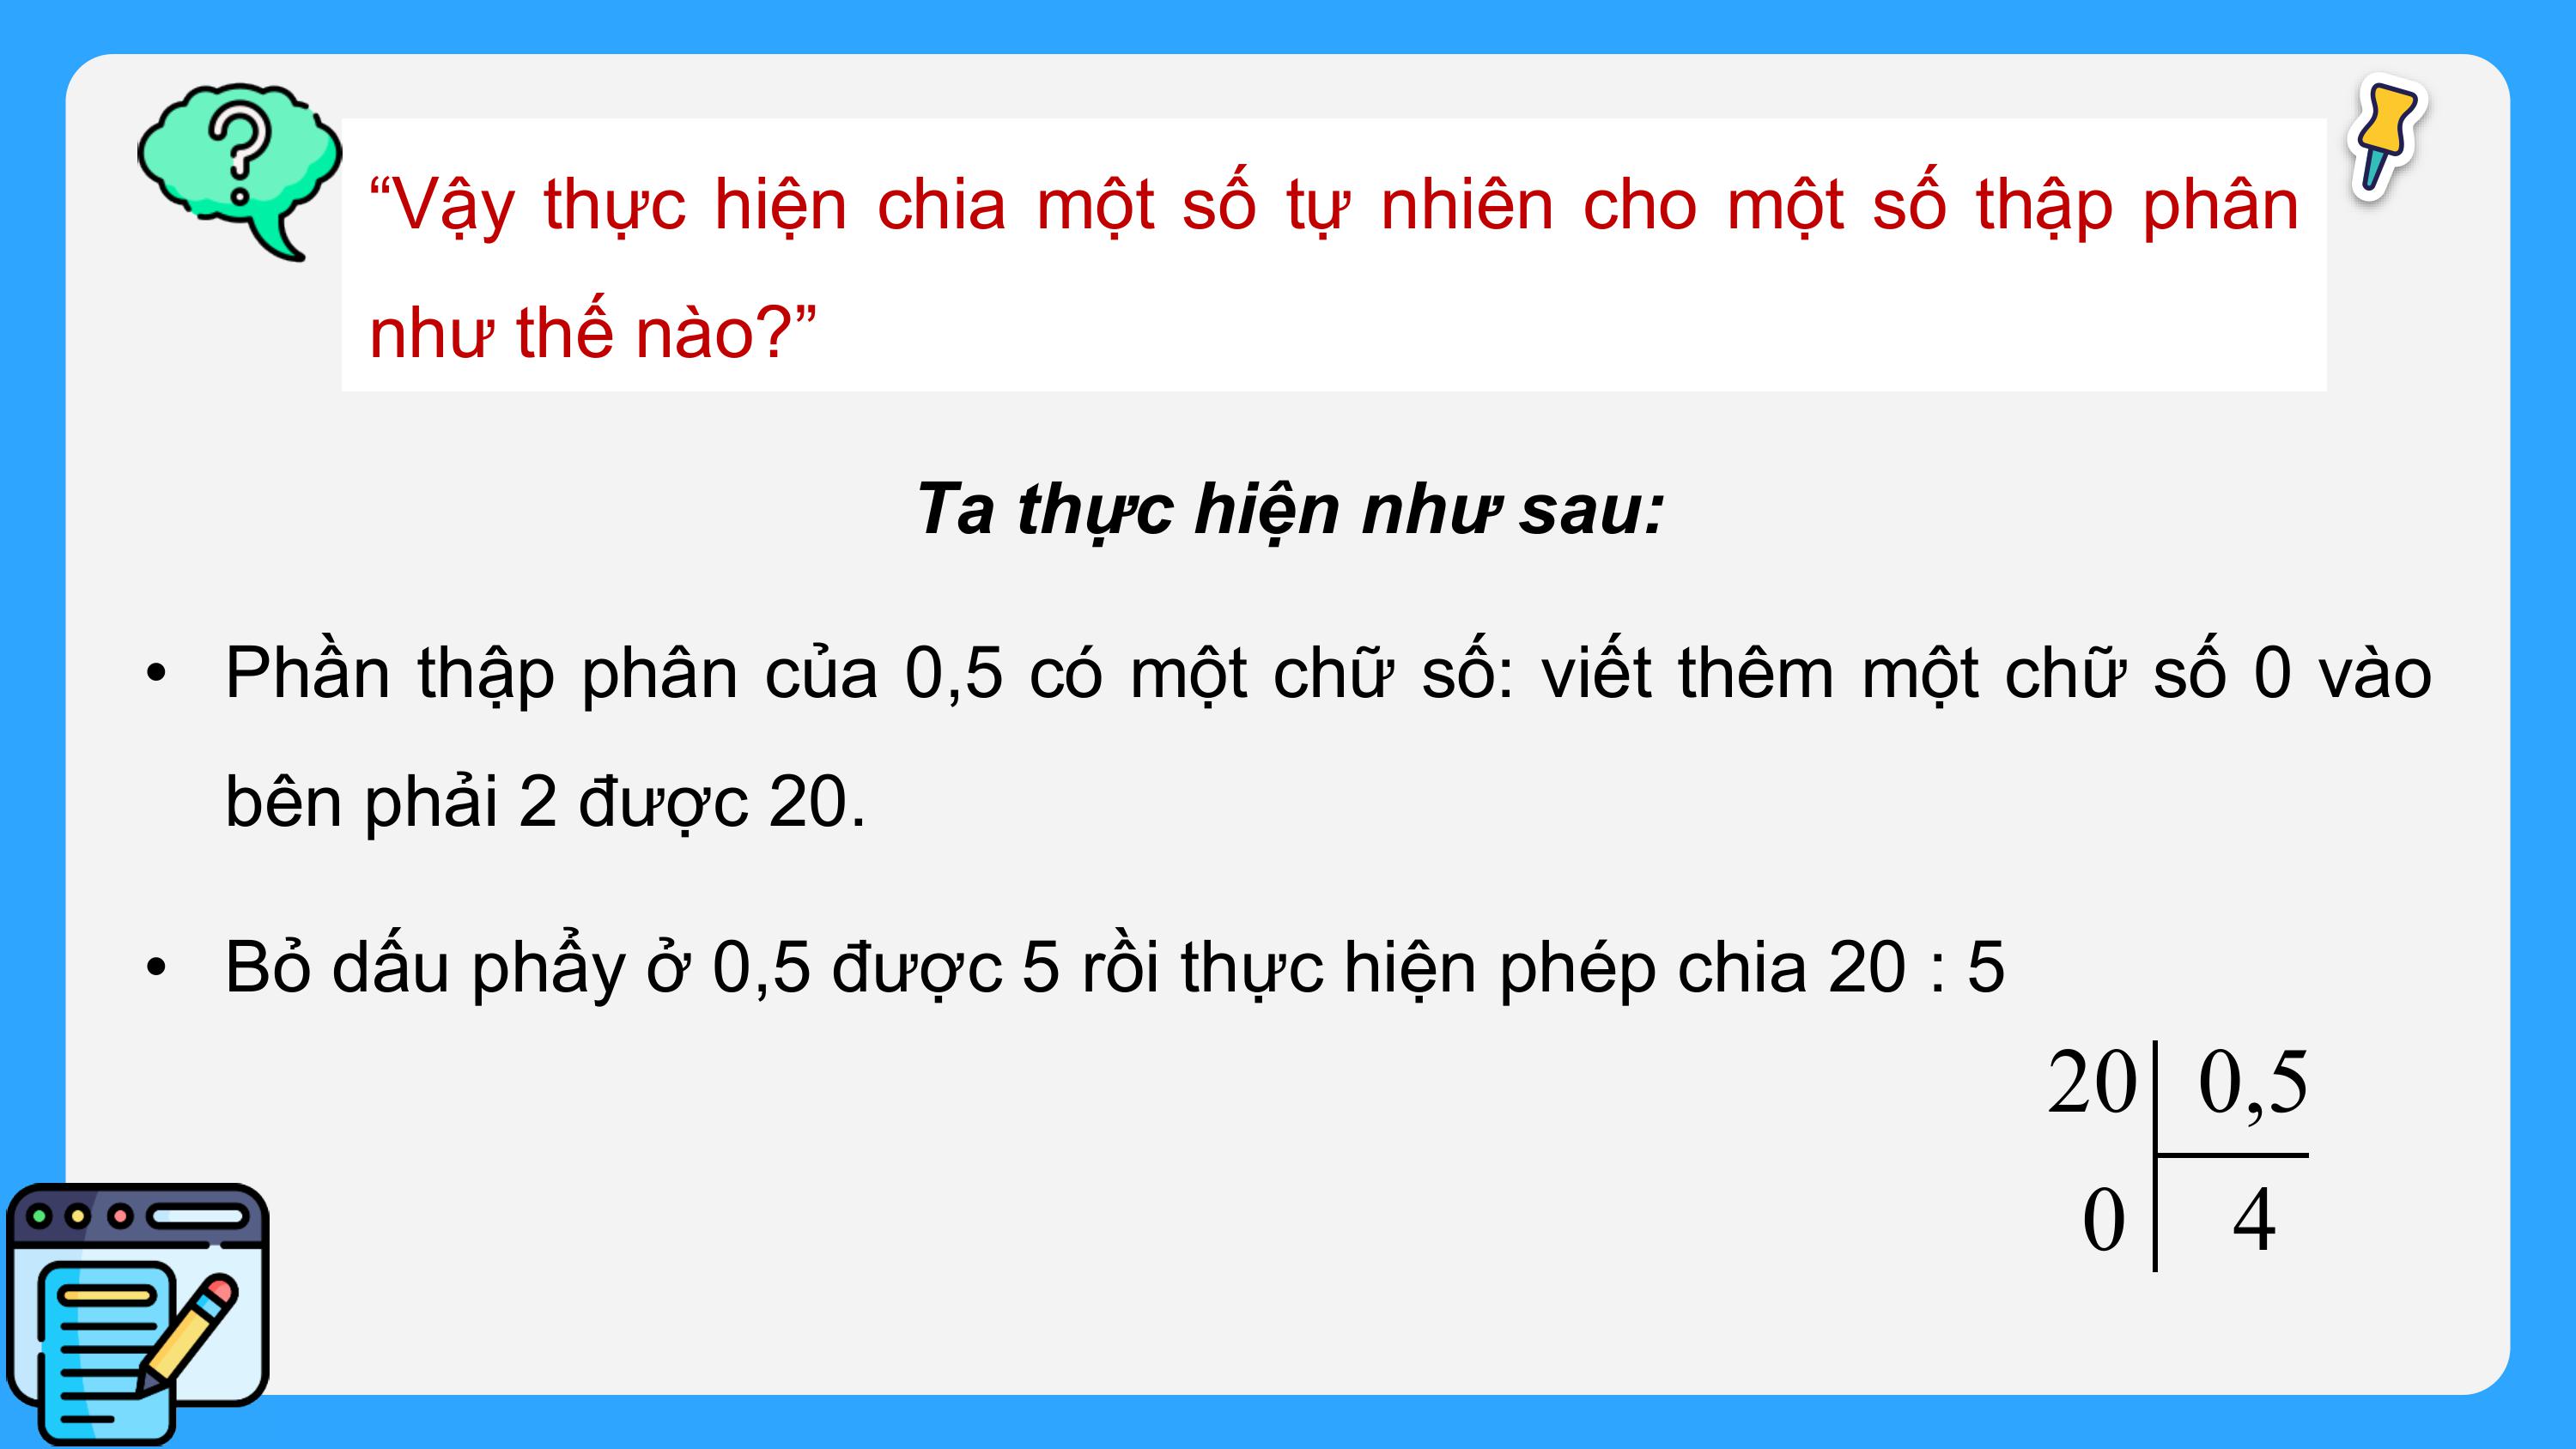 “Vậy thực hiện chia một số tự nhiên cho một số thập phân
như thế nào?”
Ta thực hiện như sau:
• Phần thập phân của 0,5 có một chữ số: viết thêm một chữ số 0 vào
bên phải 2 được 20.
• Bỏ dấu phẩy ở 0,5 được 5 rồi thực hiện phép chia 20 : 5
20 0,5
0 4